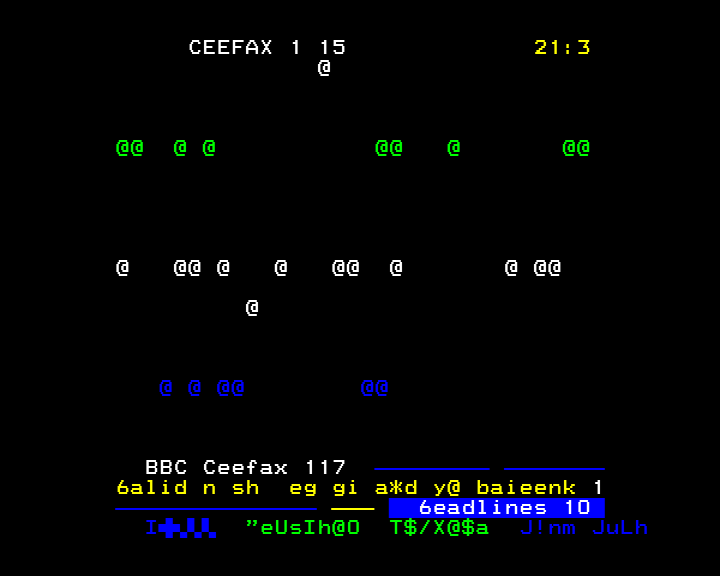 CEEFAX 1 15 21:3
@
@@ @ @ @@ @ @@
@ @@ @ @ @@ @ @ @@
@
@ @ @@ @@
BBC Ceefax 117
6alid n sh eg gi a*d y@ baieenk 1
6eadlines 10
"eUsIh@O T$/X@$a J!nm JuLh